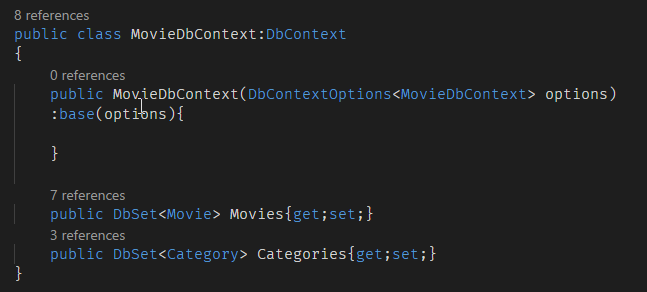 8 references
public class MovieDbContext:DbContext
{
0 references
public MovieDbContext(DbContextOptions<MovieDbContext> options)
:base(options){
}
7 references
public DbSet<Movie> Movies{get;set;}
3 references
public DbSet<Category> Categories{get;set;}
}